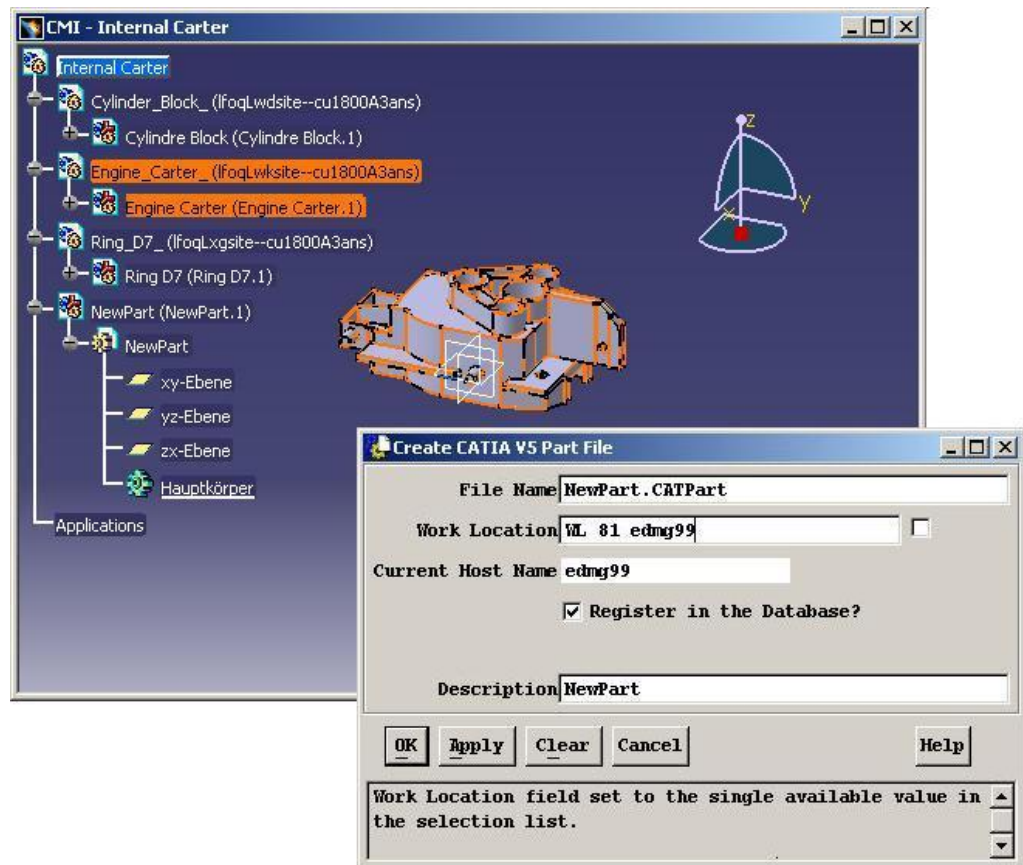 CMI - Internal Carter
Internal Carter
Cylinder_Block_ (lfoqLwdsite--cu1800A3ans)
Cylindre Block (Cylindre Block.1)
Engine_Carter_ (lfoqLwksite--cu1800A3ans)
Engine Carter (Engine Carter.1)
Ring_D7_ (lfoqLxgsite--cu1800A3ans)
Ring D7 (Ring D7.1)
NewPart (NewPart.1)
NewPart
xy-Ebene
yz-Ebene
zx-Ebene
Hauptkörper
Applications
z
y
x
Create CATIA V5 Part File
File Name NewPart.CATPart
Work Location WL 81 edmg99
Current Host Name edmg99
Register in the Database?
Description NewPart
OK Apply Clear Cancel Help
Work Location field set to the single available value in
the selection list.